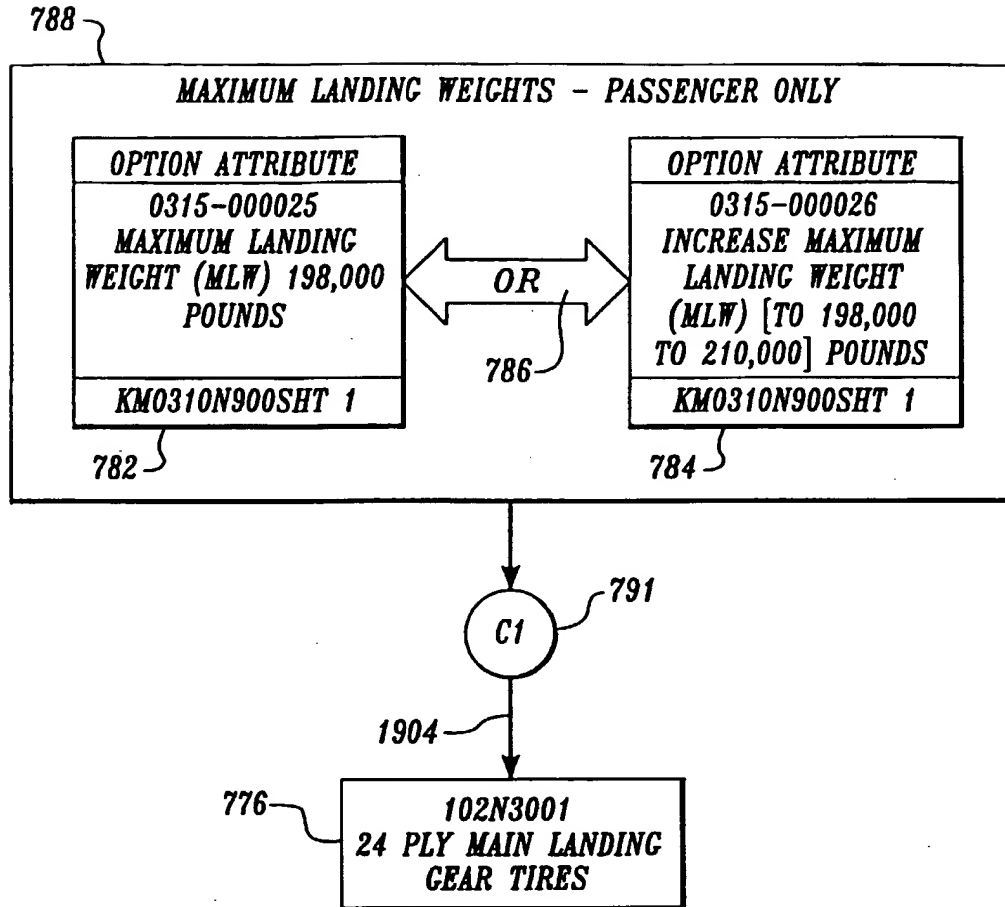 788
MAXIMUM LANDING WEIGHTS - PASSENGER ONLY
OPTION ATTRIBUTE
0315-000025
MAXIMUM LANDING
WEIGHT (MLW) 198,000
POUNDS
KM0310N900SHT 1
782
OR
786
OPTION ATTRIBUTE
0315-000026
INCREASE MAXIMUM
LANDING WEIGHT
(MLW) [TO 198,000
TO 210,000] POUNDS
KM0310N900SHT 1
784
C1
791
1904
776
102N3001
24 PLY MAIN LANDING
GEAR TIRES